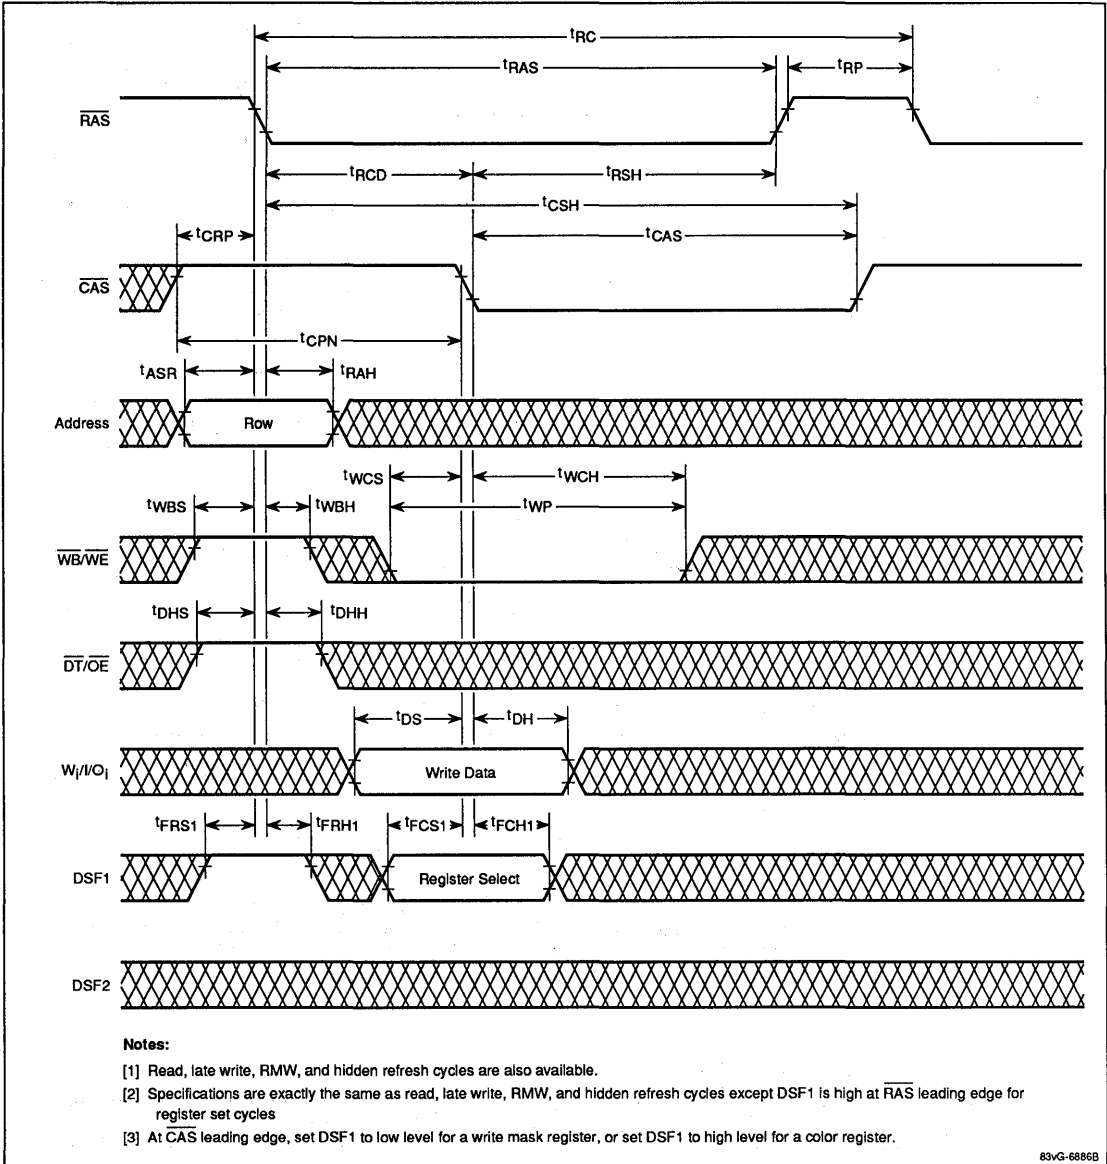 tRC
tRAS
tRP
RAS
tRCD
tRSH
tCSH
tCRP
tCAS
CAS
tCPN
tASR
tRAH
Address
Row
tWCS
tWCH
tWBS
tWBH
tWP
WB/WE
tDHS
tDHH
DT/OE
tDS
tDH
Wi/I/Oi
Write Data
tFRS1
tFRH1
tFCS1
tFCH1
DSF1
Register Select
DSF2
Notes:
[1] Read, late write, RMW, and hidden refresh cycles are also available.
[2] Specifications are exactly the same as read, late write, RMW, and hidden refresh cycles except DSF1 is high at RAS leading edge for
register set cycles
[3] At CAS leading edge, set DSF1 to low level for a write mask register, or set DSF1 to high level for a color register.
83vG-6886B